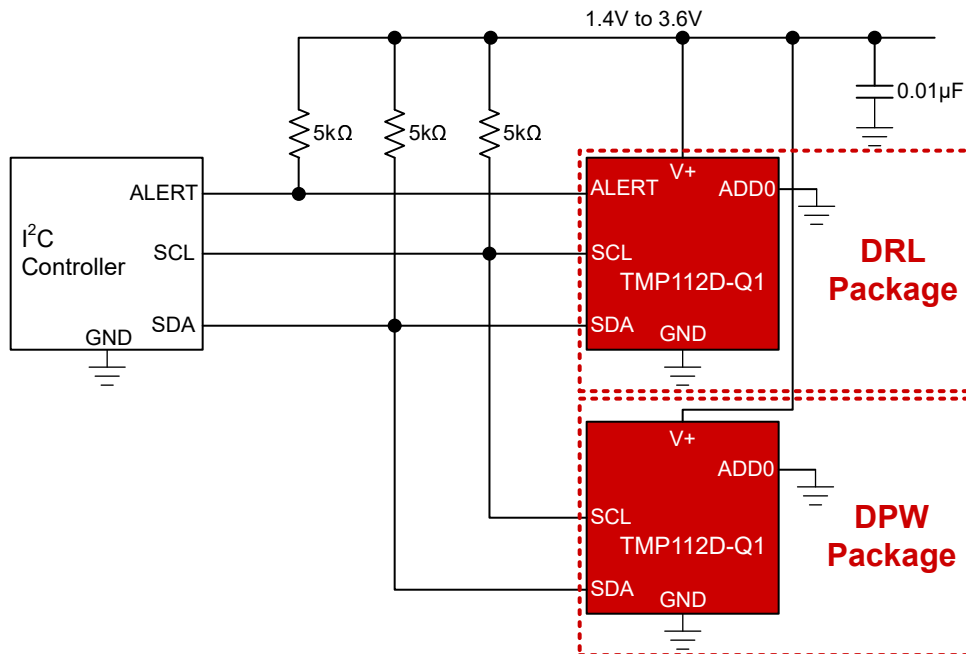 1.4V to 3.6V
0.01µF
5kΩ
5kΩ
5kΩ
I²C
Controller
ALERT
SCL
SDA
GND
V+
ALERT
ADD0
SCL
TMP112D-Q1
SDA
GND
DRL
Package
V+
ADD0
SCL
TMP112D-Q1
SDA
GND
DPW
Package